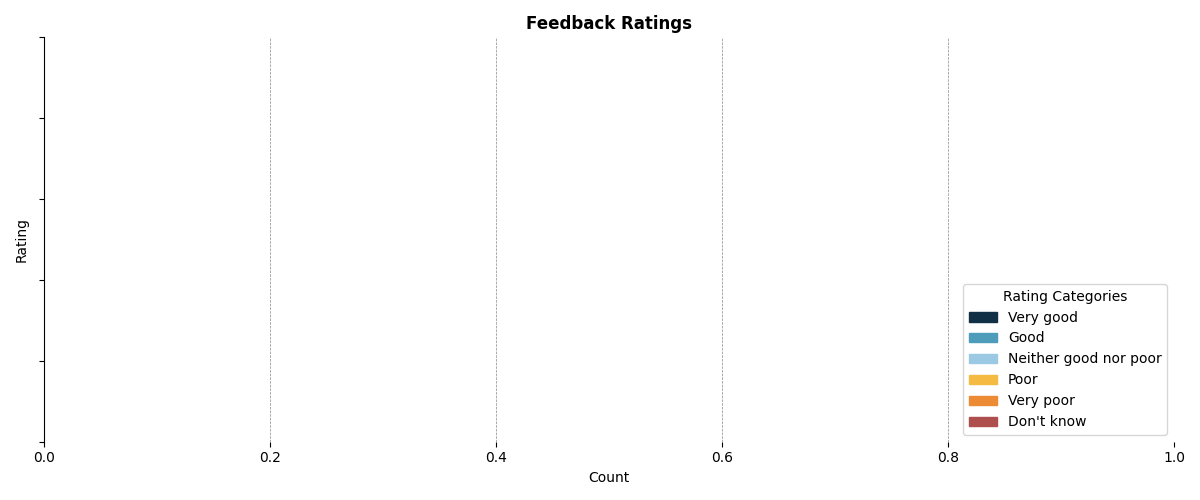 Feedback Ratings
Rating
Rating Categories
Very good
Good
Neither good nor poor
Poor
Very poor
Don't know
0.0 0.2 0.4 0.6 0.8 1.0
Count